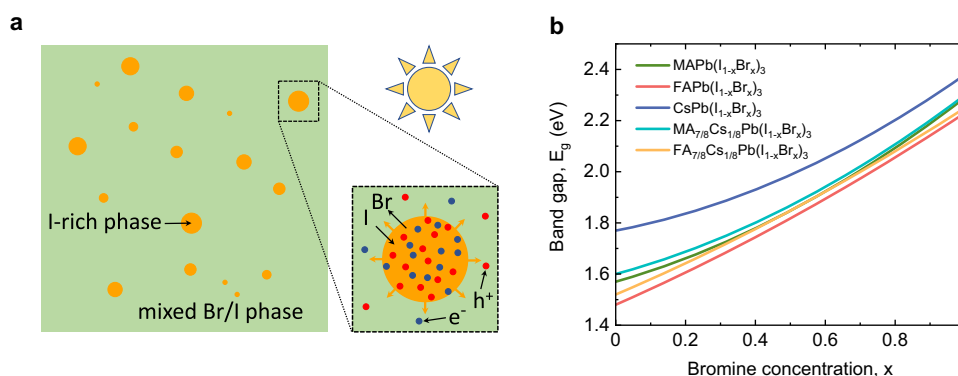 a
I-rich phase
mixed Br/I phase
Br
I
h⁺
e⁻
b
Band gap, E_g (eV)
2.4
2.2
2.0
1.8
1.6
1.4
MAPb(I₁₋ₓBrₓ)₃
FAPb(I₁₋ₓBrₓ)₃
CsPb(I₁₋ₓBrₓ)₃
MA₇/₈Cs₁/₈Pb(I₁₋ₓBrₓ)₃
FA₇/₈Cs₁/₈Pb(I₁₋ₓBrₓ)₃
0 0.2 0.4 0.6 0.8
Bromine concentration, x